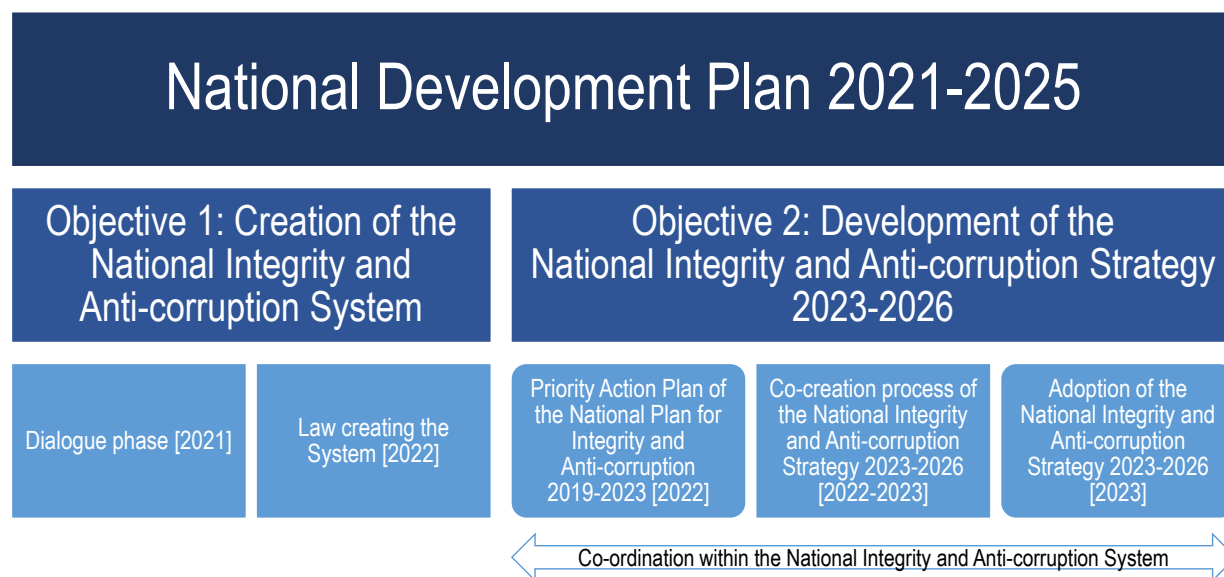 National Development Plan 2021-2025
Objective 1: Creation of the
National Integrity and
Anti-corruption System
Objective 2: Development of the
National Integrity and Anti-corruption Strategy
2023-2026
Dialogue phase [2021]
Law creating the
System [2022]
Priority Action Plan of
the National Plan for
Integrity and
Anti-corruption
2019-2023 [2022]
Co-creation process of
the National Integrity
and Anti-corruption
Strategy 2023-2026
[2022-2023]
Adoption of the
National Integrity and
Anti-corruption
Strategy 2023-2026
[2023]
Co-ordination within the National Integrity and Anti-corruption System